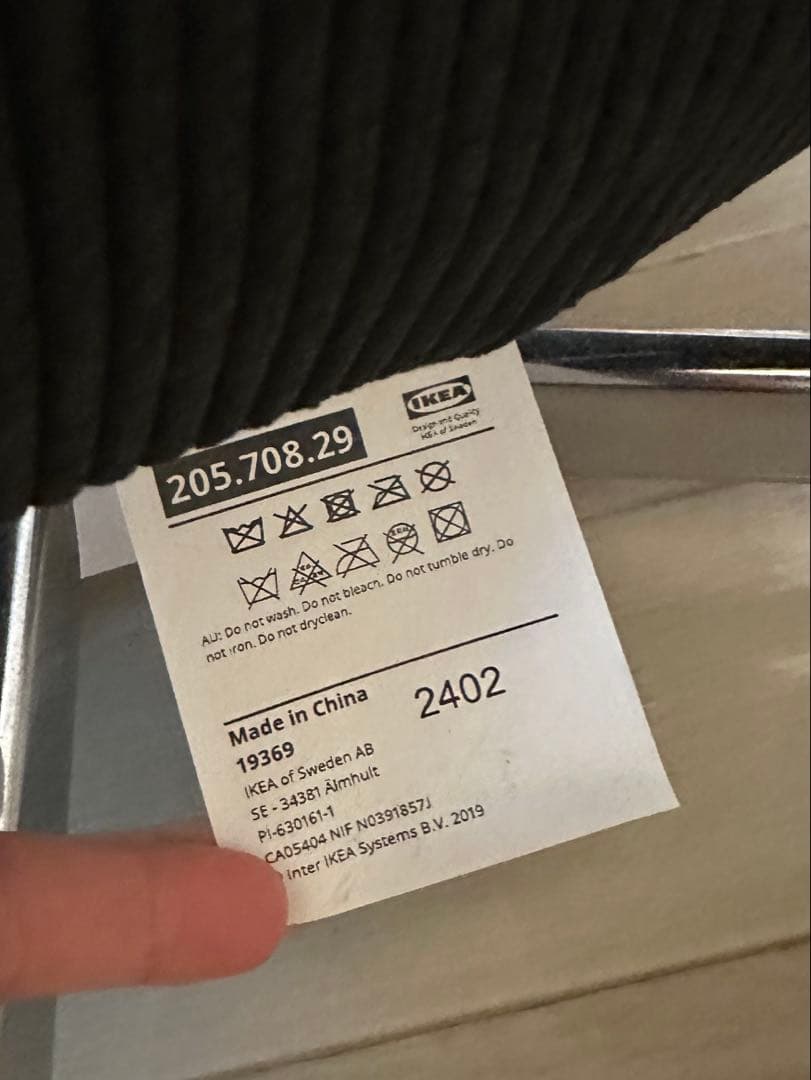 IKEA
Design and Quality
IKEA of Sweden
205.708.29
AU: Do not wash. Do not bleach. Do not tumble dry. Do
not iron. Do not dryclean.
Made in China
2402
19369
IKEA of Sweden AB
SE - 34381 Älmhult
PI-630161-1
CA05404 NIF N0391857J
Inter IKEA Systems B.V. 2019